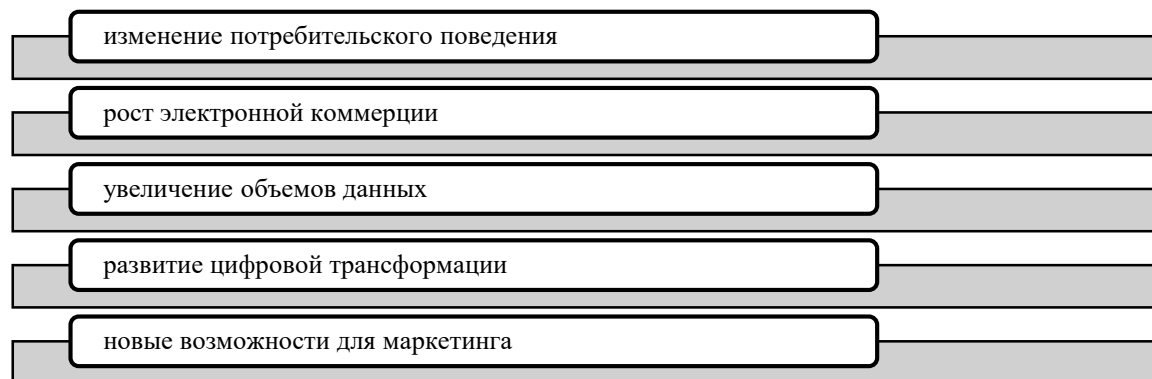 изменение потребительского поведения
рост электронной коммерции
увеличение объемов данных
развитие цифровой трансформации
новые возможности для маркетинга